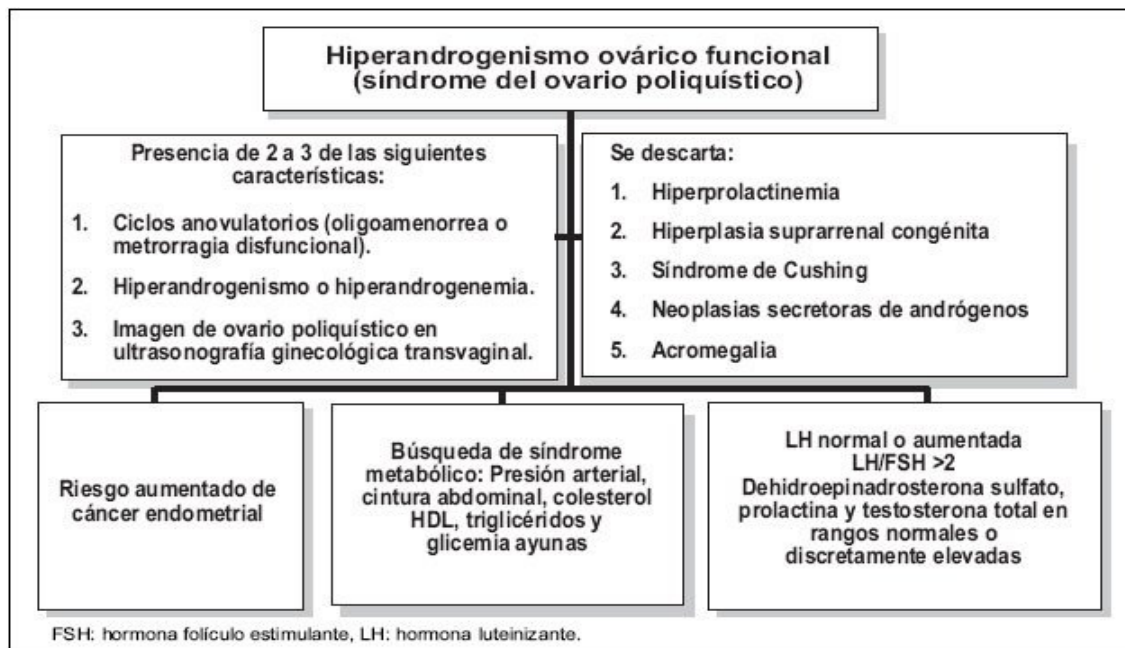 Hiperandrogenismo ovárico funcional
(síndrome del ovario poliquístico)
Presencia de 2 a 3 de las siguientes
características:
1. Ciclos anovulatorios (oligoamenorrea o
metrorragia disfuncional).
2. Hiperandrogenismo o hiperandrogenemia.
3. Imagen de ovario poliquístico en
ultrasonografía ginecológica transvaginal.
Se descarta:
1. Hiperprolactinemia
2. Hiperplasia suprarrenal congénita
3. Síndrome de Cushing
4. Neoplasias secretoras de andrógenos
5. Acromegalia
Riesgo aumentado de
cáncer endometrial
Búsqueda de síndrome
metabólico: Presión arterial,
cintura abdominal, colesterol
HDL, triglicéridos y
glicemia ayunas
LH normal o aumentada
LH/FSH >2
Dehidroepinadrosterona sulfato,
prolactina y testosterona total en
rangos normales o
discretamente elevadas
FSH: hormona folículo estimulante, LH: hormona luteinizante.